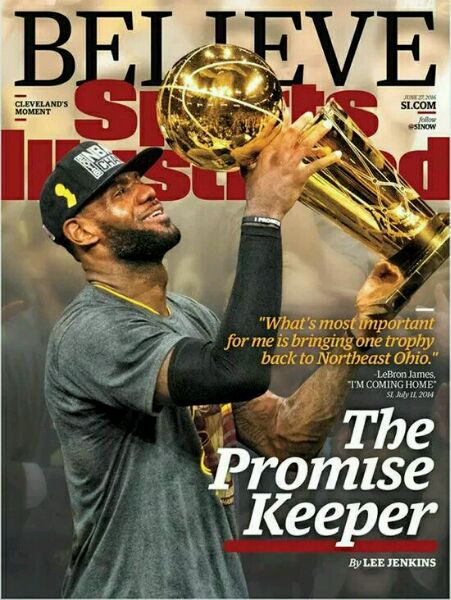 BELIEVE
CLEVELAND'S
MOMENT
Sports
Illustrated
JUNE 27, 2016
SI.COM
follow
@SINOW
NBA
I PROMISE
"What's most important
for me is bringing one trophy
back to Northeast Ohio."
-LeBron James,
"I'M COMING HOME"
SI, July 11, 2014
The
Promise
Keeper
By LEE JENKINS